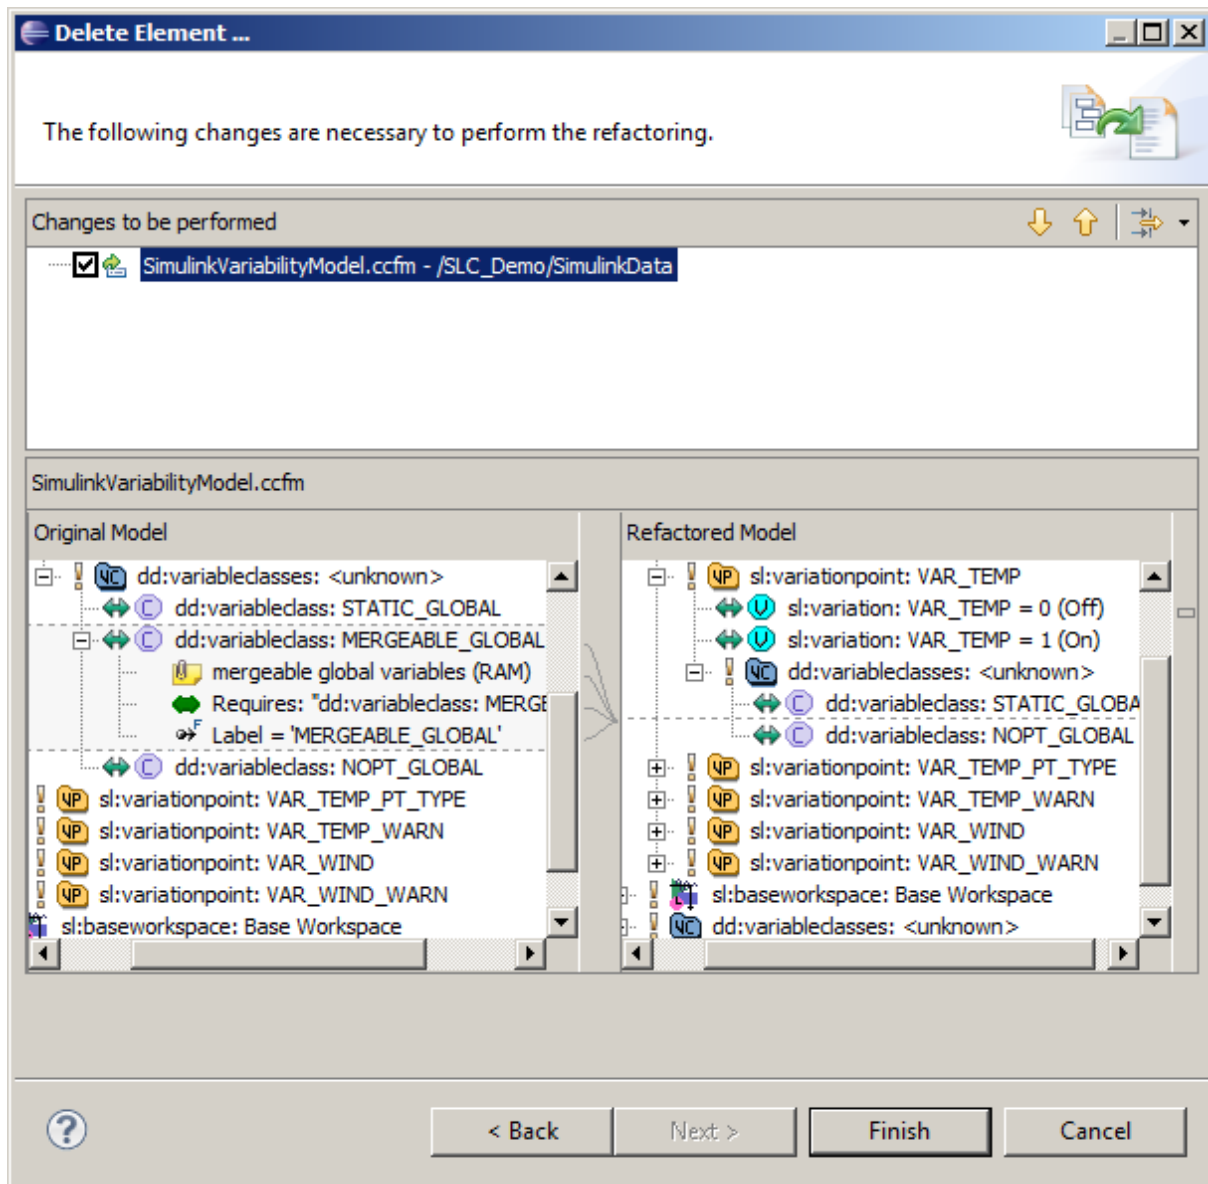 Delete Element ...
The following changes are necessary to perform the refactoring.
Changes to be performed
SimulinkVariabilityModel.ccfm - /SLC_Demo/SimulinkData
SimulinkVariabilityModel.ccfm
Original Model
dd:variableclasses: <unknown>
dd:variableclass: STATIC_GLOBAL
dd:variableclass: MERGEABLE_GLOBAL
mergeable global variables (RAM)
Requires: "dd:variableclass: MERGE
Label = 'MERGEABLE_GLOBAL'
dd:variableclass: NOPT_GLOBAL
sl:variationpoint: VAR_TEMP_PT_TYPE
sl:variationpoint: VAR_TEMP_WARN
sl:variationpoint: VAR_WIND
sl:variationpoint: VAR_WIND_WARN
sl:baseworkspace: Base Workspace
Refactored Model
sl:variationpoint: VAR_TEMP
sl:variation: VAR_TEMP = 0 (Off)
sl:variation: VAR_TEMP = 1 (On)
dd:variableclasses: <unknown>
dd:variableclass: STATIC_GLOBA
dd:variableclass: NOPT_GLOBAL
sl:variationpoint: VAR_TEMP_PT_TYPE
sl:variationpoint: VAR_TEMP_WARN
sl:variationpoint: VAR_WIND
sl:variationpoint: VAR_WIND_WARN
sl:baseworkspace: Base Workspace
dd:variableclasses: <unknown>
< Back
Next >
Finish
Cancel